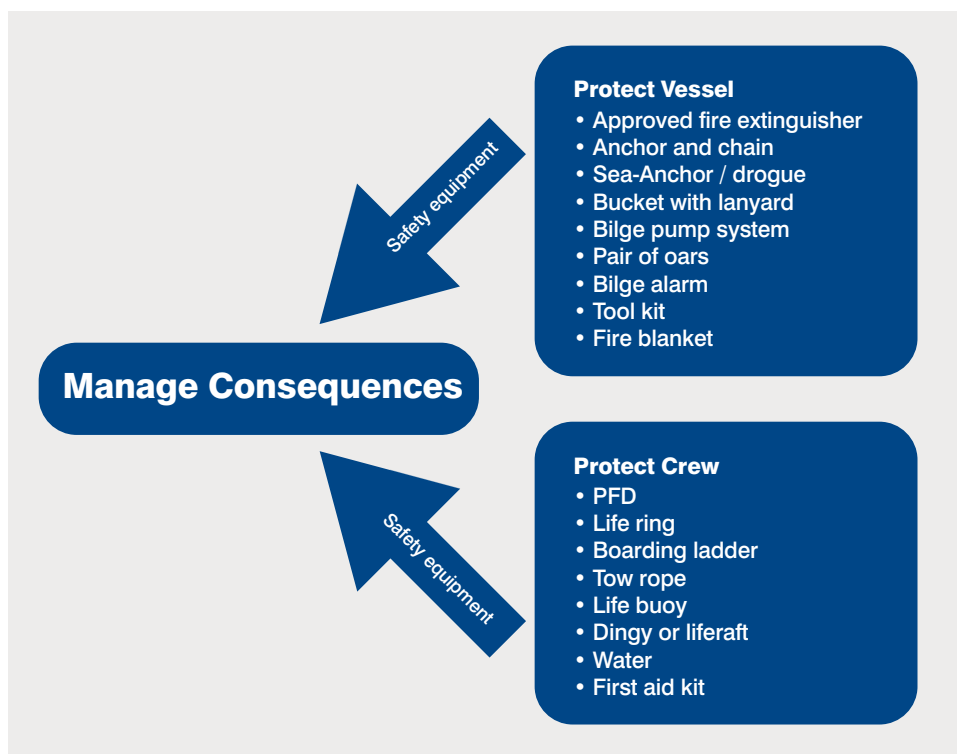 Protect Vessel
• Approved fire extinguisher
• Anchor and chain
• Sea-Anchor / drogue
• Bucket with lanyard
• Bilge pump system
• Pair of oars
• Bilge alarm
• Tool kit
• Fire blanket
Safety equipment
Manage Consequences
Safety equipment
Protect Crew
• PFD
• Life ring
• Boarding ladder
• Tow rope
• Life buoy
• Dingy or liferaft
• Water
• First aid kit